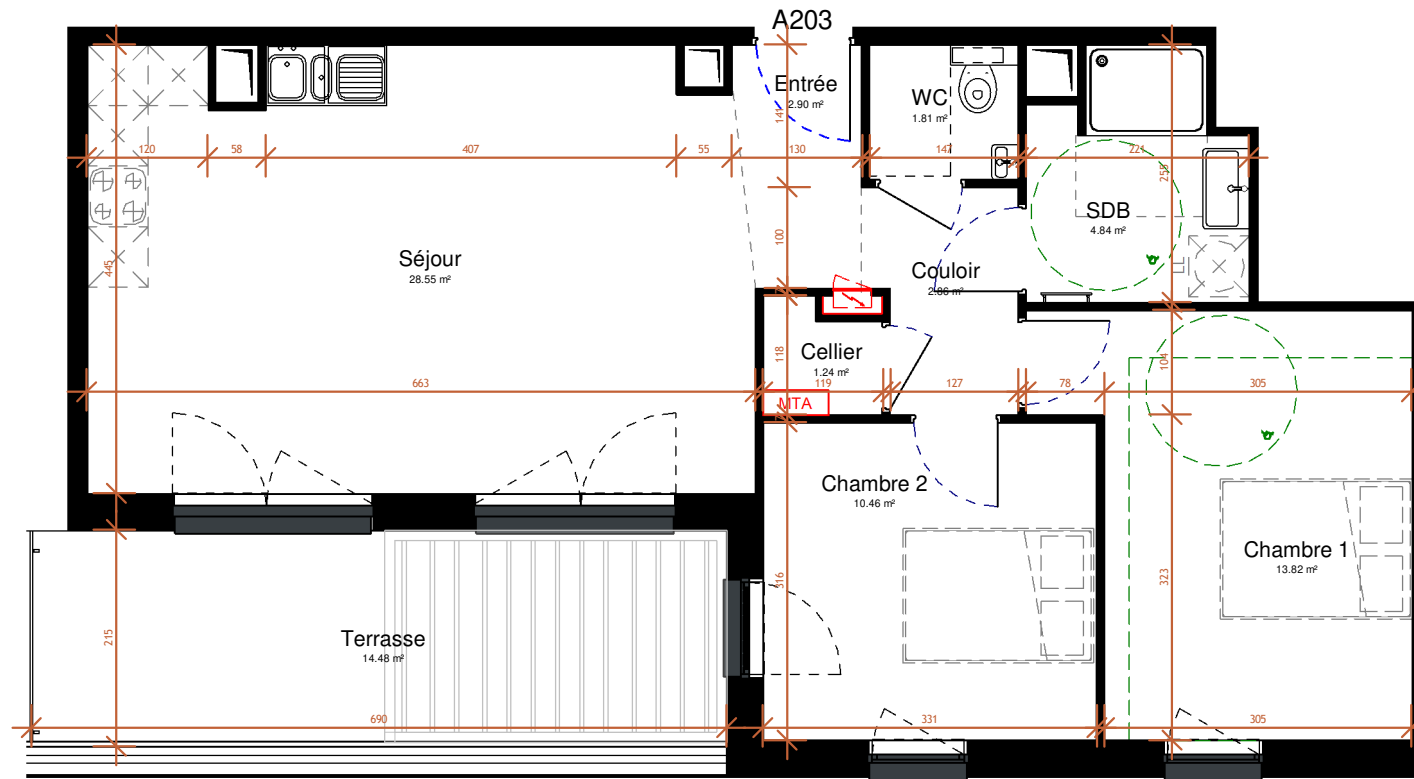 A203
Entrée
2.90 m²
WC
1.81 m²
141
120
58
407
55
130
147
221
255
SDB
4.84 m²
Séjour
28.55 m²
445
100
Couloir
2.86 m²
Cellier
1.24 m²
118
MTA
663
119
127
78
104
305
Chambre 2
10.46 m²
Chambre 1
13.82 m²
316
323
Terrasse
14.48 m²
215
690
331
305